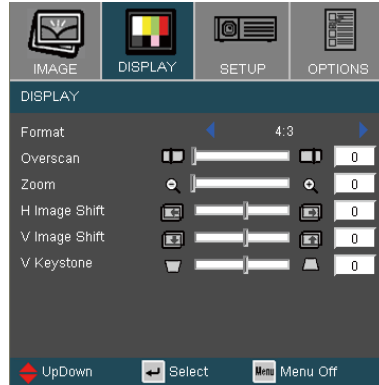 IMAGE DISPLAY SETUP OPTIONS
DISPLAY
Format 4:3
Overscan 0
Zoom 0
H Image Shift 0
V Image Shift 0
V Keystone 0
UpDown Select Menu Menu Off